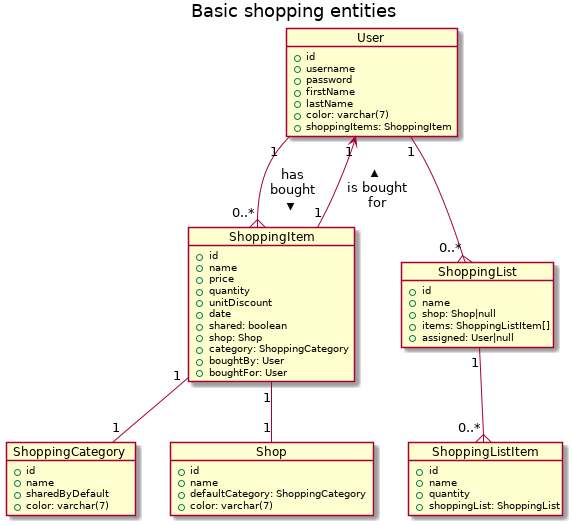 Basic shopping entities
User
id
username
password
firstName
lastName
color: varchar(7)
shoppingItems: ShoppingItem
1
1
1
has
bought
▼
▲
is bought
for
0..*
1
0..*
ShoppingItem
id
name
price
quantity
unitDiscount
date
shared: boolean
shop: Shop
category: ShoppingCategory
boughtBy: User
boughtFor: User
ShoppingList
id
name
shop: Shop|null
items: ShoppingListItem[]
assigned: User|null
1
1
1
1
1
0..*
ShoppingCategory
id
name
sharedByDefault
color: varchar(7)
Shop
id
name
defaultCategory: ShoppingCategory
color: varchar(7)
ShoppingListItem
id
name
quantity
shoppingList: ShoppingList